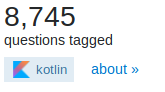 8,745
questions tagged
kotlin about »